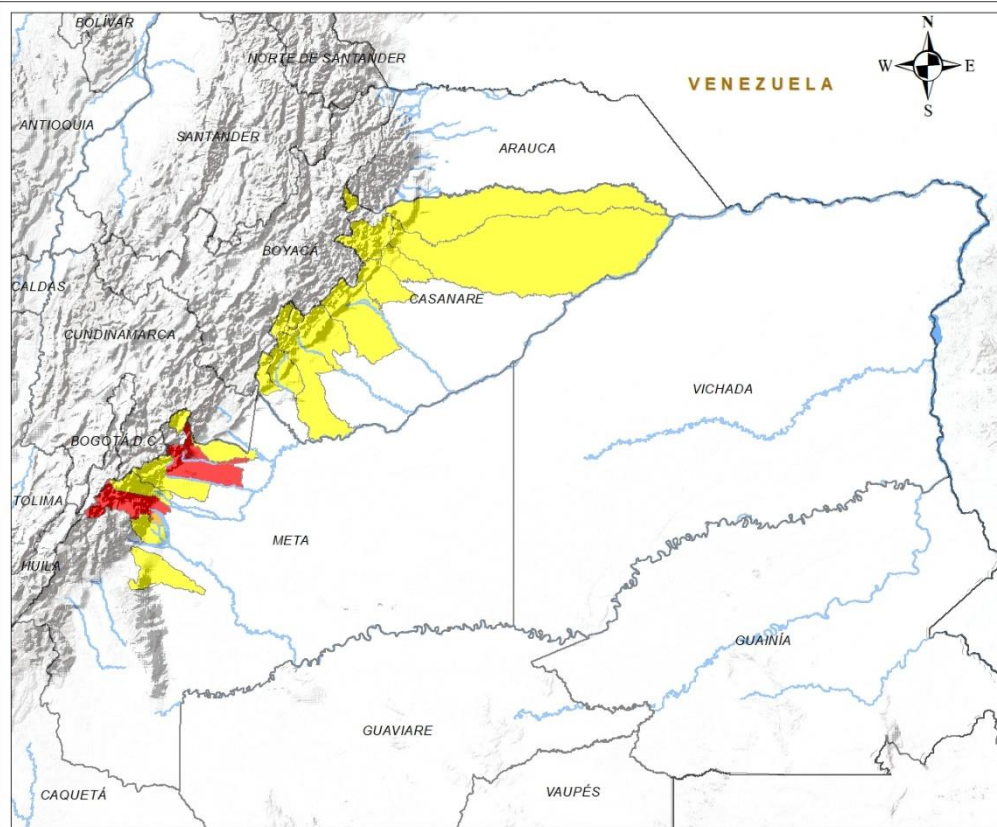 BOLÍVAR
N
NORTE DE SANTANDER
W
E
VENEZUELA
S
ANTIOQUIA
SANTANDER
ARAUCA
BOYACÁ
CALDAS
CASANARE
CUNDINAMARCA
VICHADA
BOGOTÁ D.C
TOLIMA
META
HUILA
GUAINÍA
GUAVIARE
CAQUETÁ
VAUPÉS